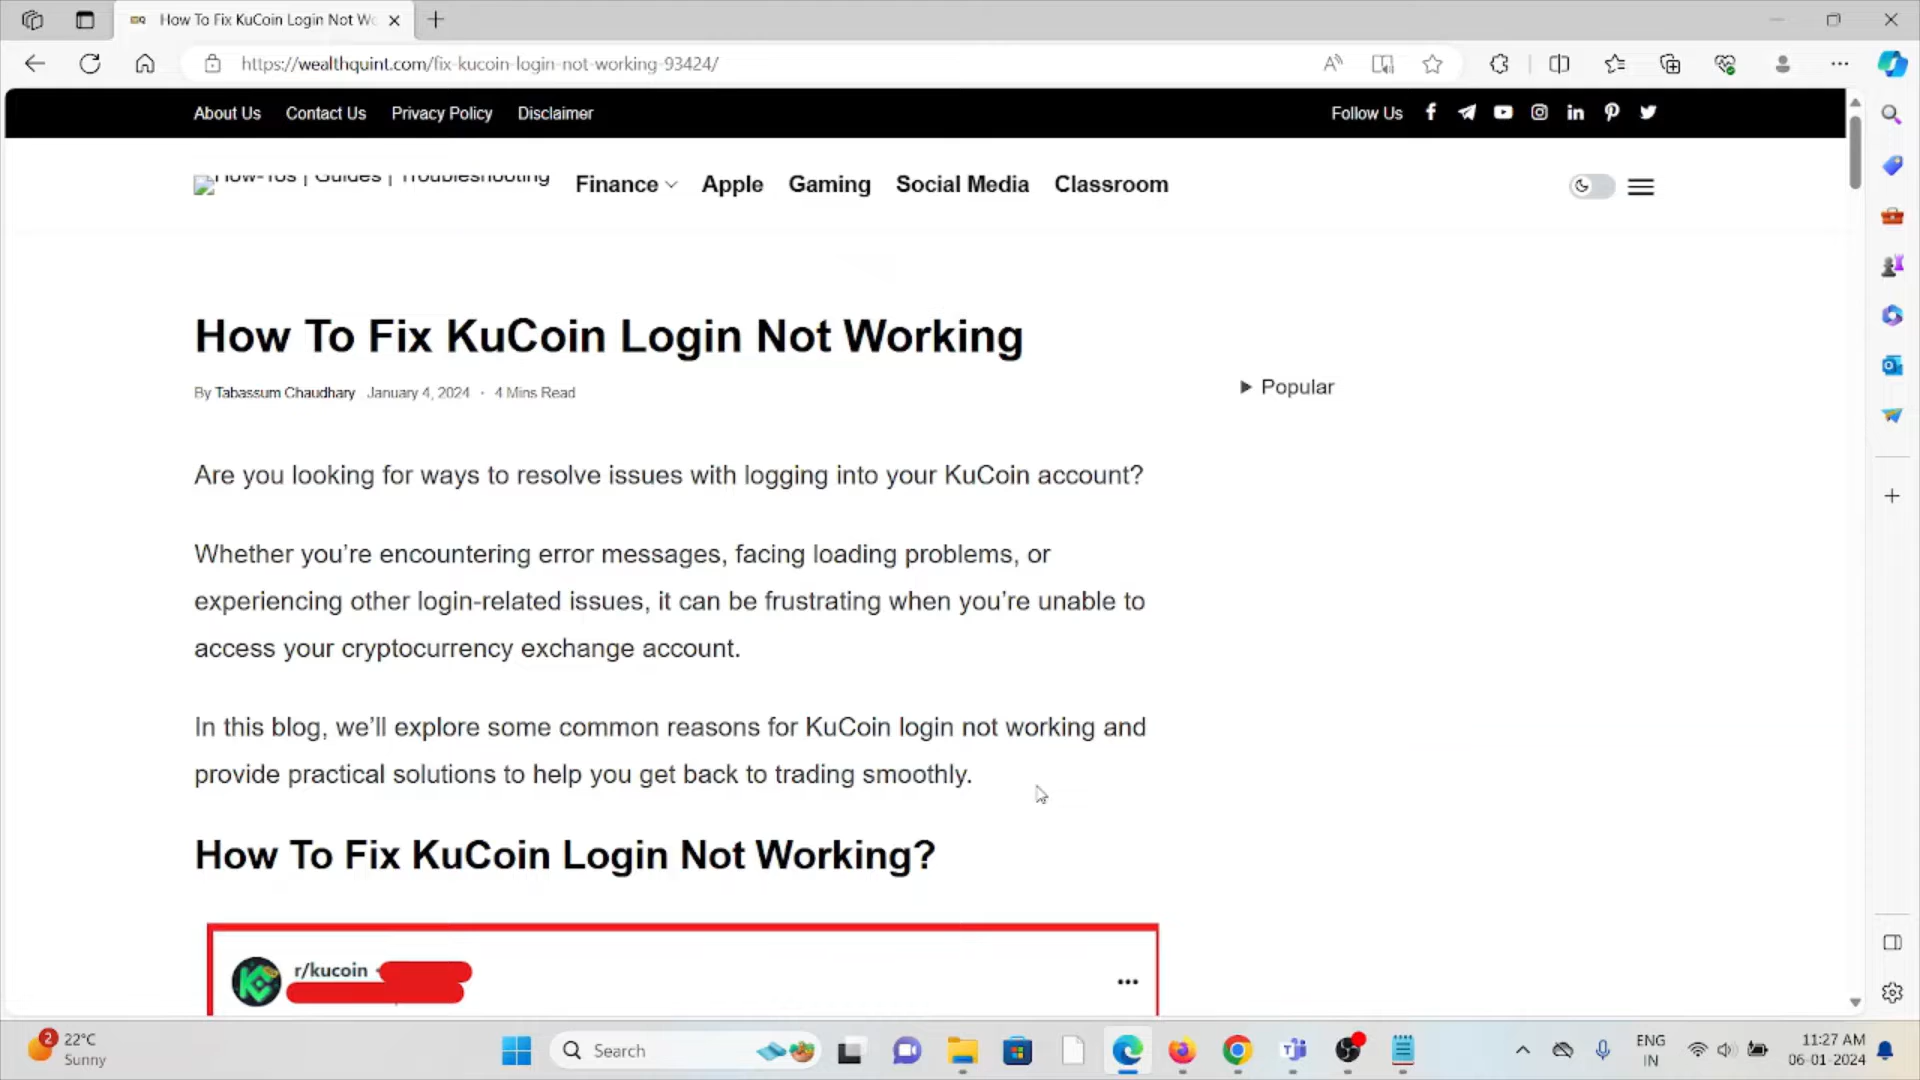 How To Fix KuCoin Login Not Wo
https://wealthquint.com/fix-kucoin-login-not-working-93424/
About Us Contact Us Privacy Policy Disclaimer Follow Us
How-Tos | Guides | Troubleshooting Finance Apple Gaming Social Media Classroom
How To Fix KuCoin Login Not Working
By Tabassum Chaudhary January 4, 2024 • 4 Mins Read
Popular
Are you looking for ways to resolve issues with logging into your KuCoin account?
Whether you’re encountering error messages, facing loading problems, or
experiencing other login-related issues, it can be frustrating when you’re unable to
access your cryptocurrency exchange account.
In this blog, we’ll explore some common reasons for KuCoin login not working and
provide practical solutions to help you get back to trading smoothly.
How To Fix KuCoin Login Not Working?
r/kucoin
2 22°C
Sunny
Search
ENG
IN
11:27 AM
06-01-2024